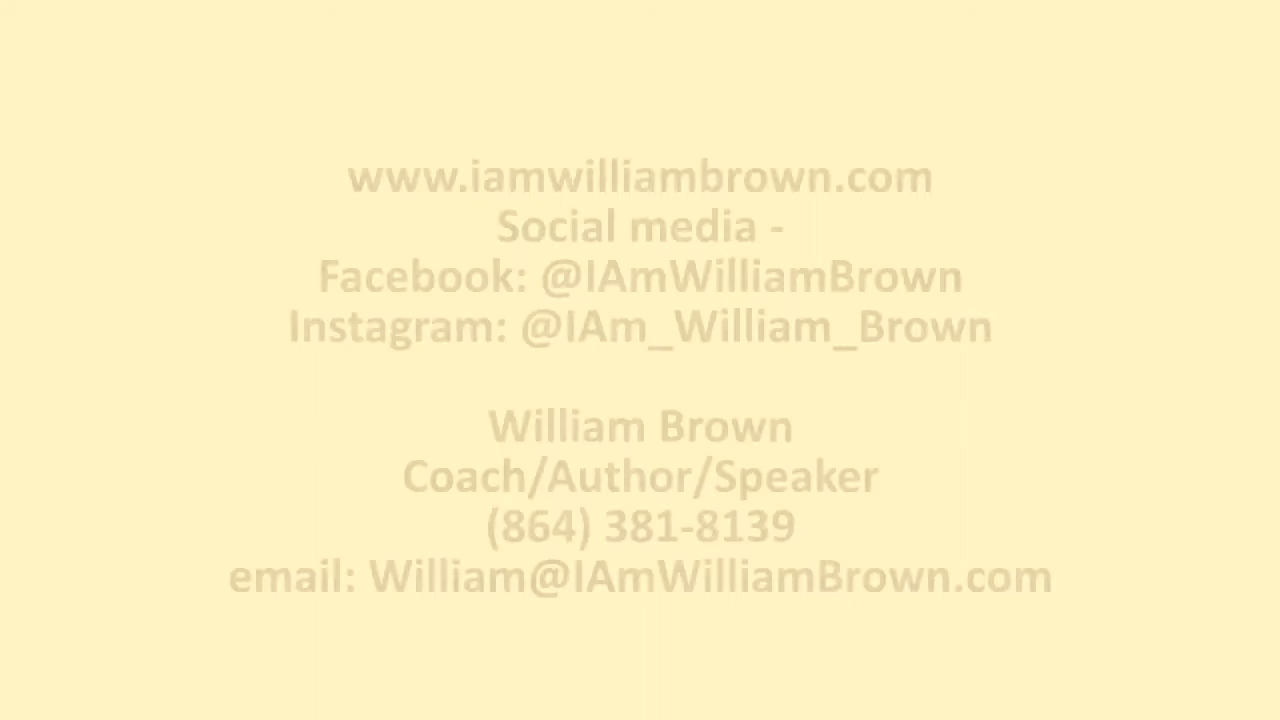 www.iamwilliambrown.com
Social media -
Facebook: @IAmWilliamBrown
Instagram: @IAm_William_Brown
William Brown
Coach/Author/Speaker
(864) 381-8139
email: William@IAmWilliamBrown.com